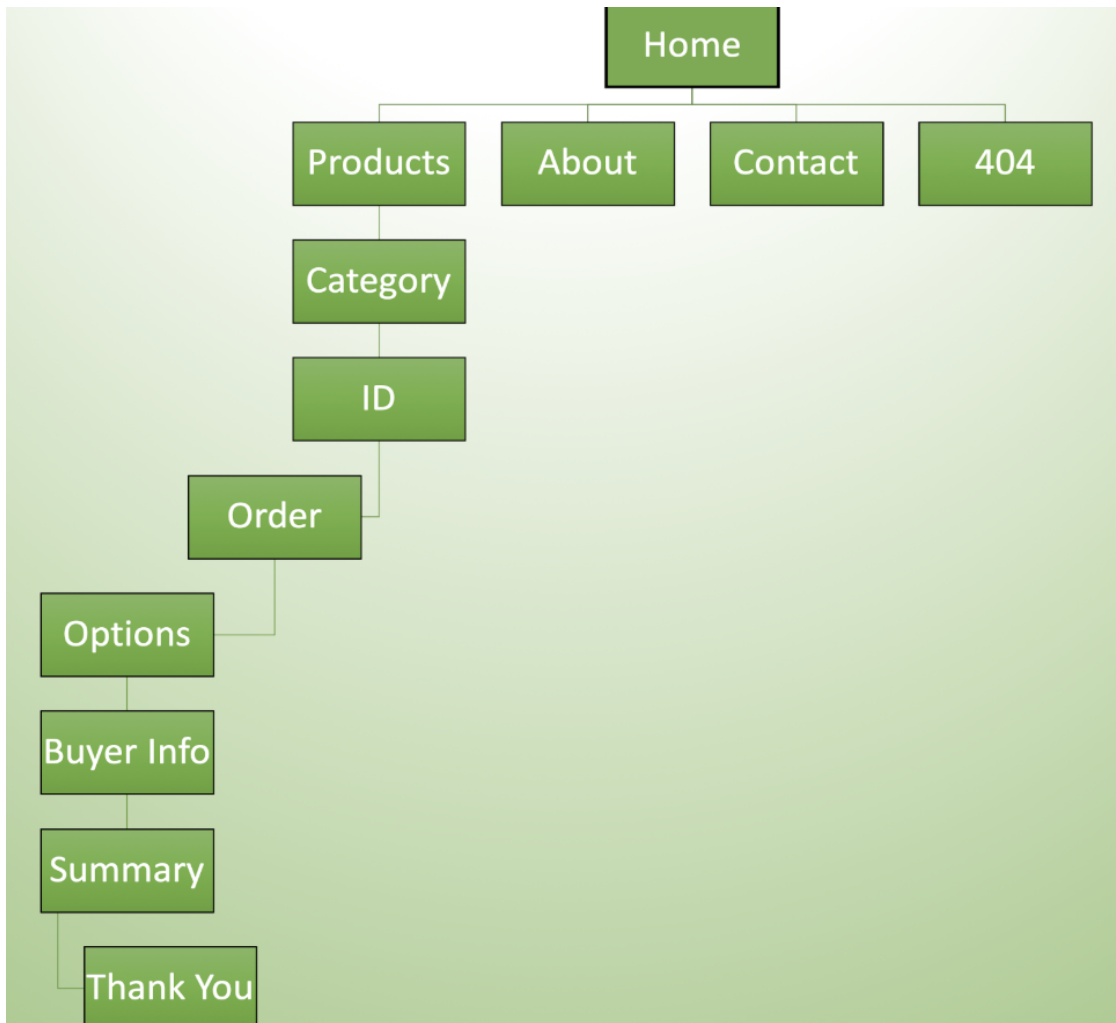 Home
Products
About
Contact
404
Category
ID
Order
Options
Buyer Info
Summary
Thank You